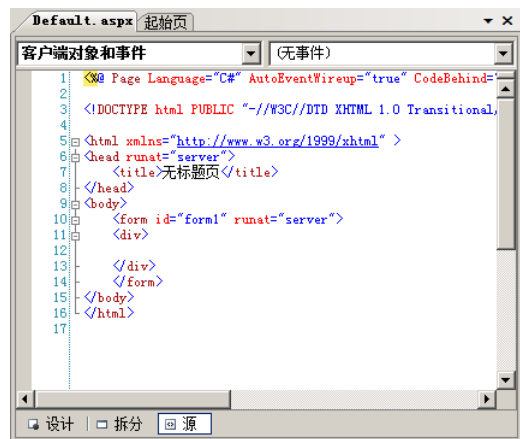 Default.aspx 起始页
客户端对象和事件 (无事件)
1 <%@ Page Language="C#" AutoEventWireup="true" CodeBehind="
2
3 <!DOCTYPE html PUBLIC "-//W3C//DTD XHTML 1.0 Transitional,
4
5 <html xmlns="http://www.w3.org/1999/xhtml" >
6 <head runat="server">
7 <title>无标题页</title>
8 </head>
9 <body>
10 <form id="form1" runat="server">
11 <div>
12
13 </div>
14 </form>
15 </body>
16 </html>
17
设计 拆分 源